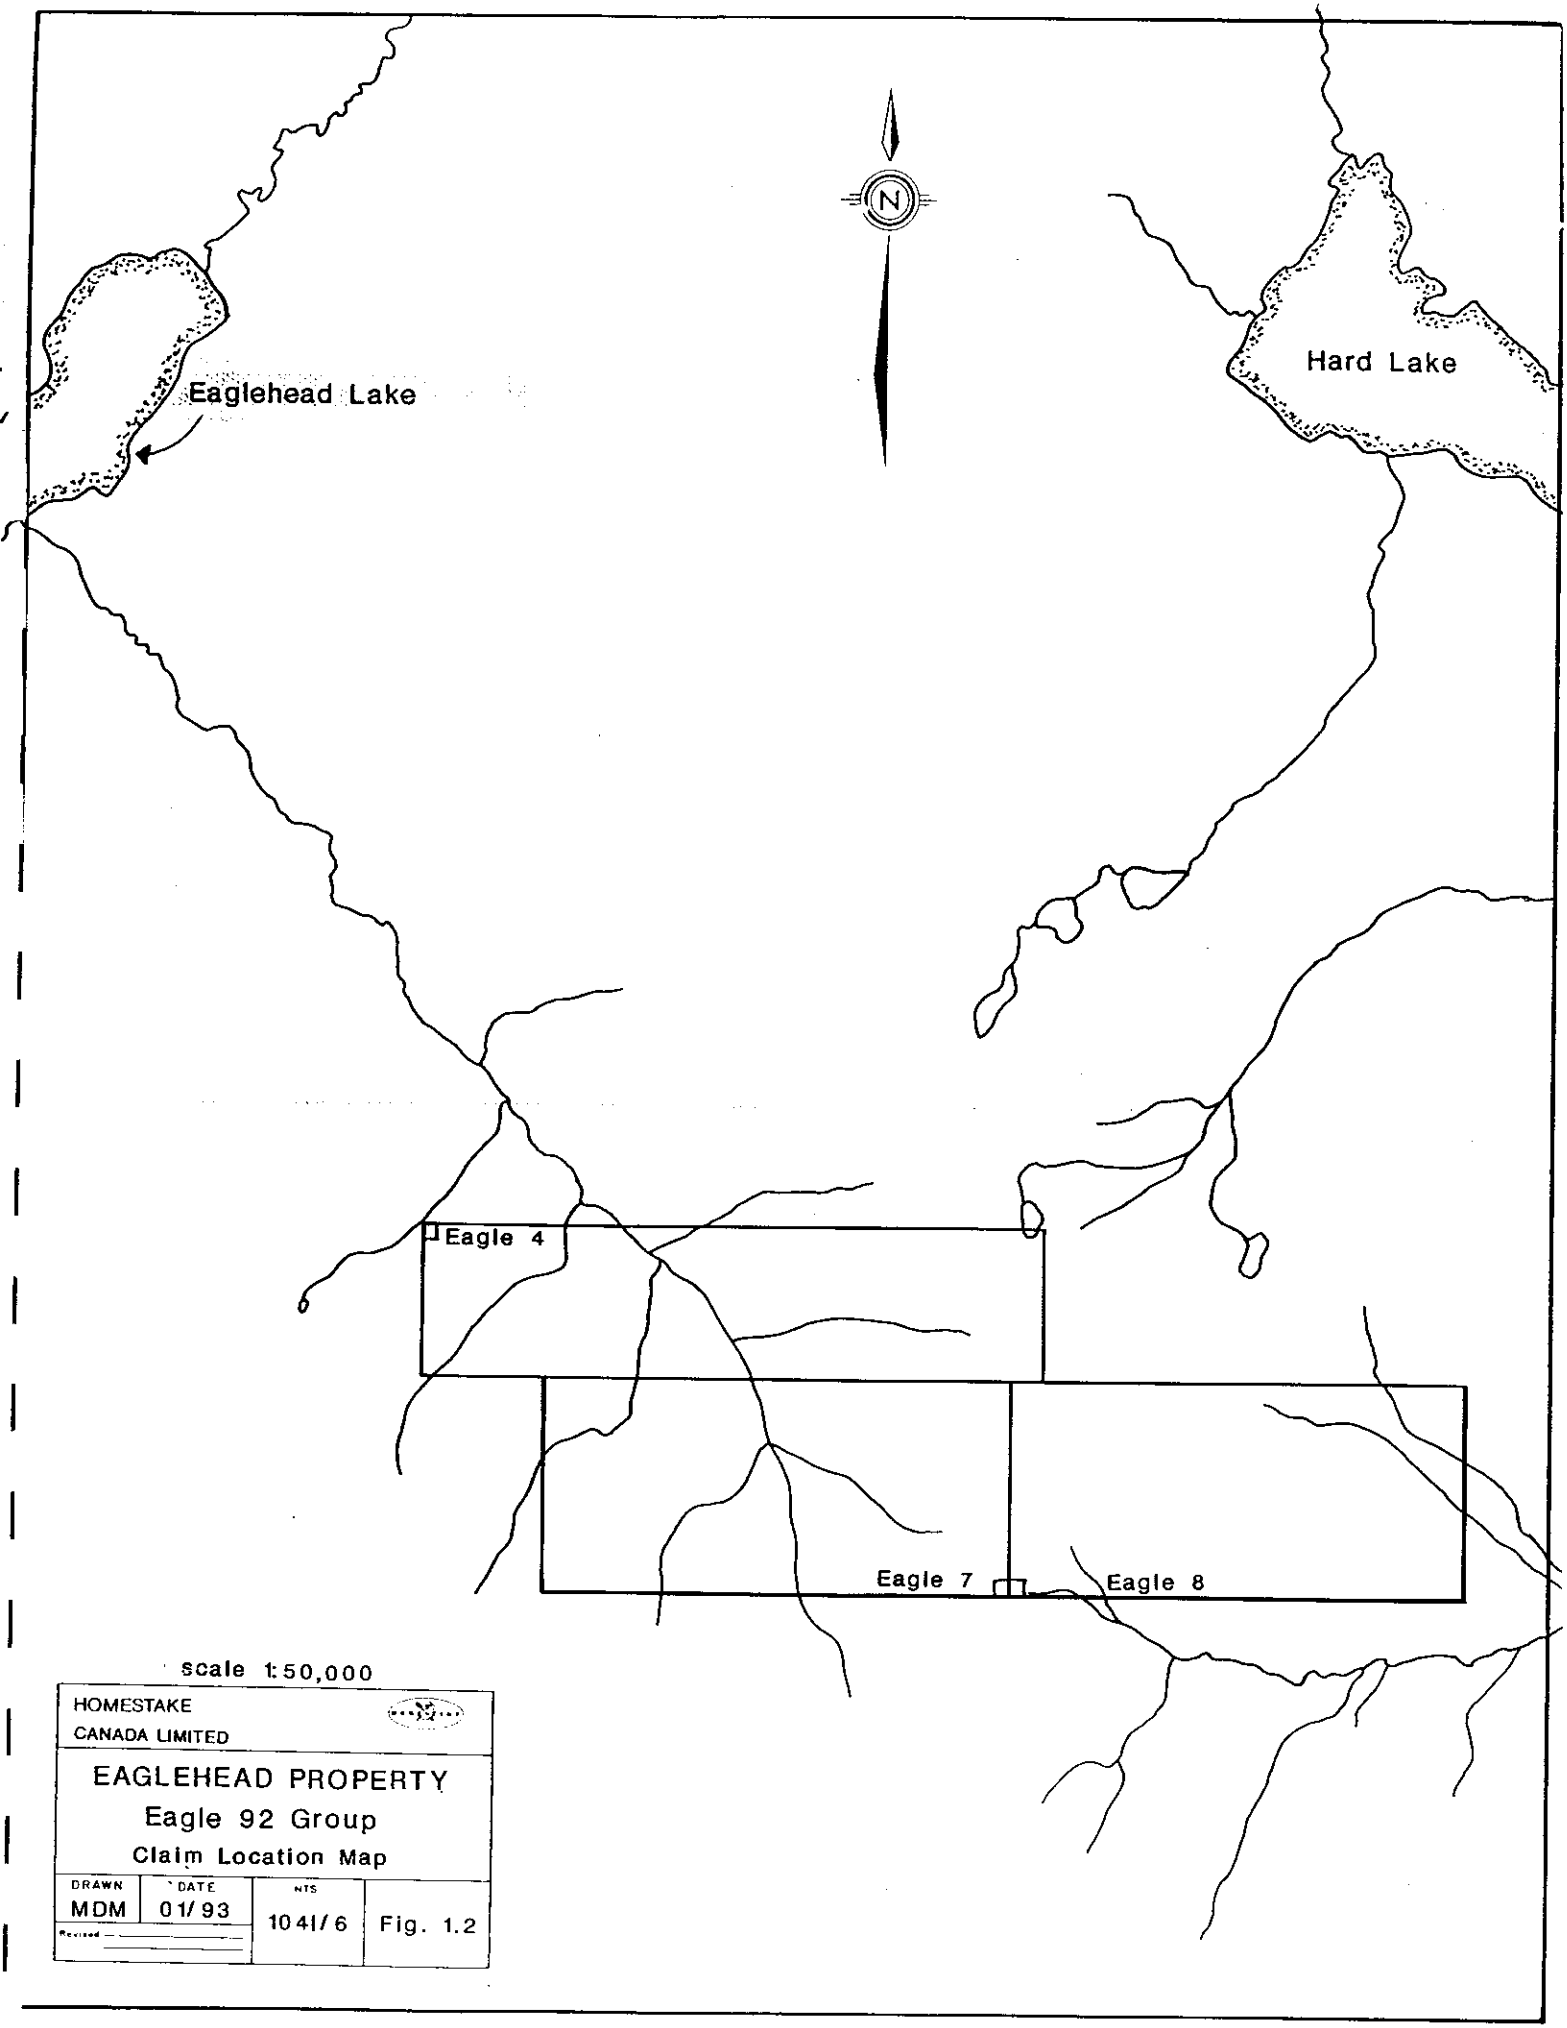 N
Hard Lake
Eaglehead Lake
Eagle 4
Eagle 7
Eagle 8
scale 1:50,000
HOMESTAKE
CANADA LIMITED
EAGLEHEAD PROPERTY
Eagle 92 Group
Claim Location Map
DRAWN
MDM
DATE
01/93
NTS
104I/6
Fig. 1.2
Revised